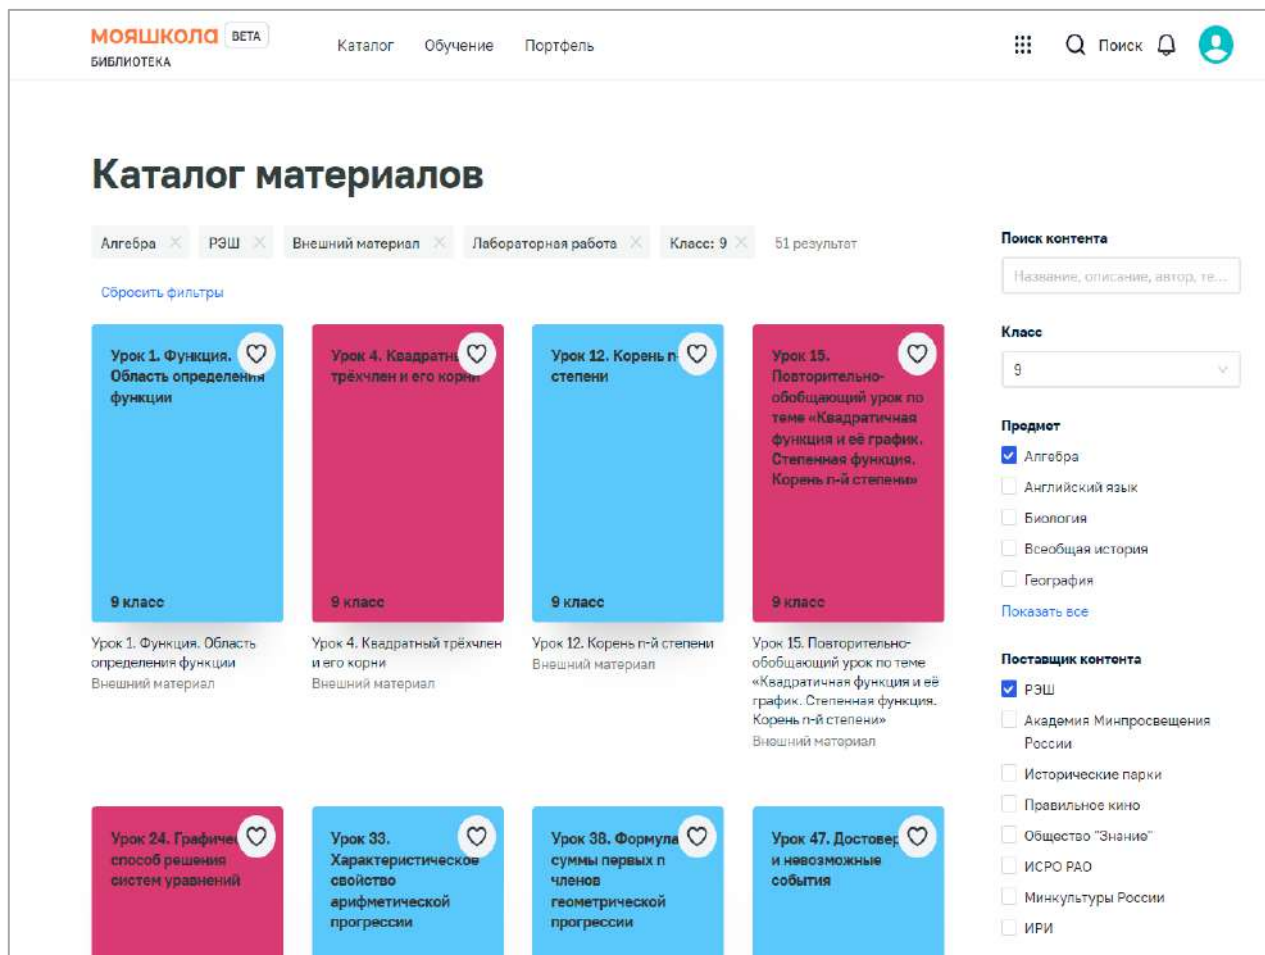 МОЯШКОЛА BETA
БИБЛИОТЕКА
Каталог Обучение Портфель
Поиск
Каталог материалов
Алгебра РЭШ Внешний материал Лабораторная работа Класс: 9 51 результат
Сбросить фильтры
Урок 1. Функция.
Область определения
функции
9 класс
Урок 1. Функция. Область
определения функции
Внешний материал
Урок 4.
трёхчлен и его корни
9 класс
Урок 4. Квадратный трёхчлен
и его корни
Внешний материал
Урок 12. Корень n-
степени
9 класс
Урок 12. Корень n-й степени
Внешний материал
Урок 15.
Повторительно-
обобщающий урок по
теме «Квадратичная
функция и её график.
Степенная функция.
Корень n-й степени»
9 класс
Урок 15. Повторительно-
обобщающий урок по теме
«Квадратичная функция и её
график. Степенная функция.
Корень n-й степени»
Внешний материал
Урок 24.
способ решения
систем уравнений
Урок 33.
Характеристическое
свойство
арифметической
прогрессии
Урок 38. Формула
суммы первых n
членов
геометрической
прогрессии
Урок 47.
и невозможные
события
Поиск контента
Название, описание, автор, те...
Класс
9
Предмет
Алгебра
Английский язык
Биология
Всеобщая история
География
Показать все
Поставщик контента
РЭШ
Академия Минпросвещения
России
Исторические парки
Правильное кино
Общество "Знание"
ИСРО РАО
Минкультуры России
ИРИ